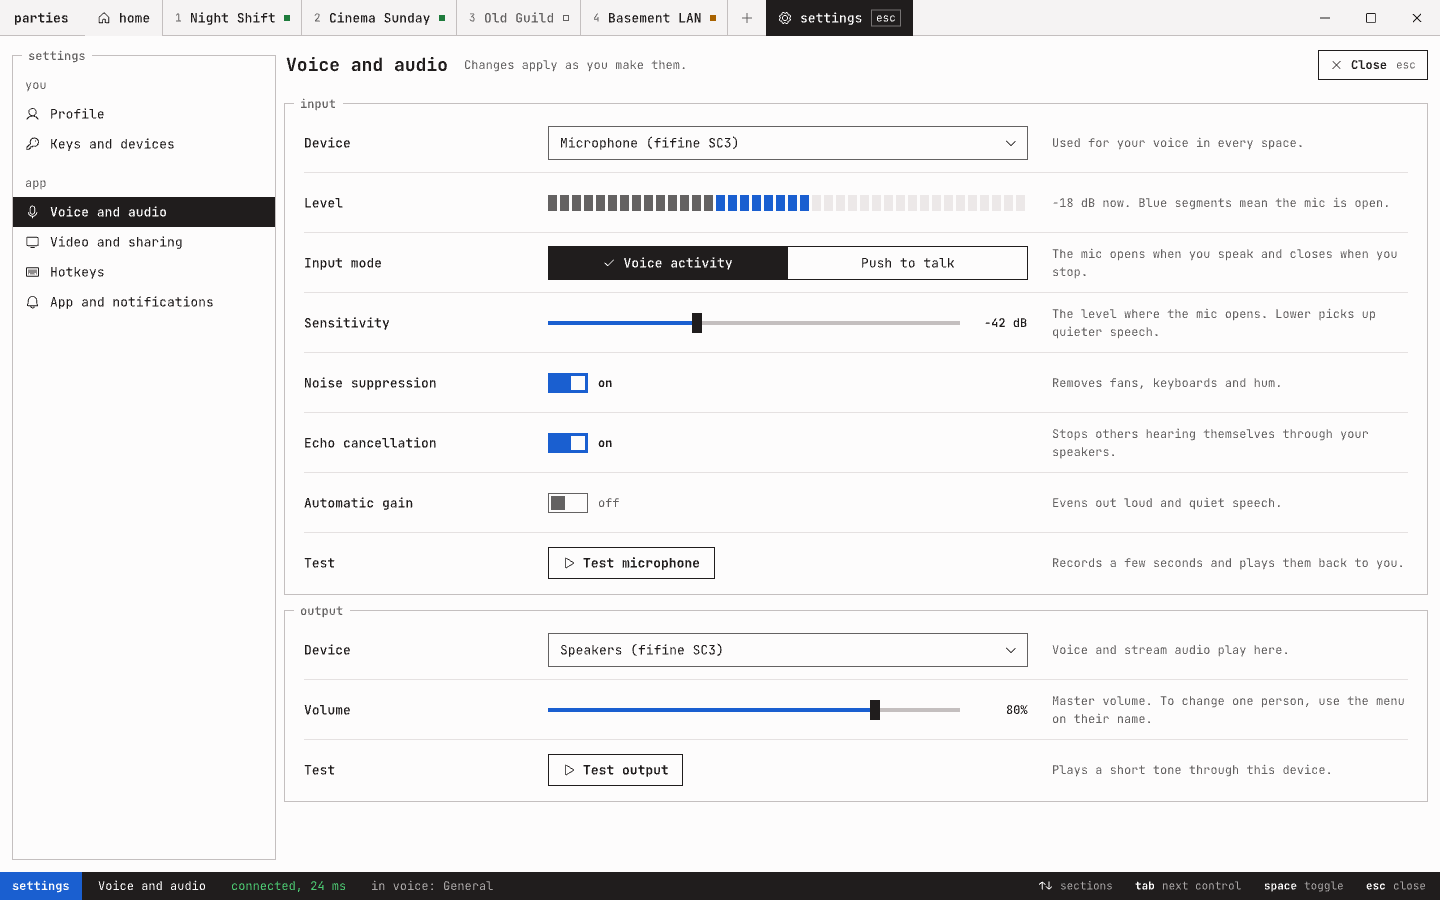 parties home 1 Night Shift 2 Cinema Sunday 3 Old Guild 4 Basement LAN settings esc
settings
you
Profile
Keys and devices
app
Voice and audio
Video and sharing
Hotkeys
App and notifications
Voice and audio Changes apply as you make them. Close esc
input
Device Microphone (fifine SC3) Used for your voice in every space.
Level -18 dB now. Blue segments mean the mic is open.
Input mode Voice activity Push to talk The mic opens when you speak and closes when you
stop.
Sensitivity -42 dB The level where the mic opens. Lower picks up
quieter speech.
Noise suppression on Removes fans, keyboards and hum.
Echo cancellation on Stops others hearing themselves through your
speakers.
Automatic gain off Evens out loud and quiet speech.
Test Test microphone Records a few seconds and plays them back to you.
output
Device Speakers (fifine SC3) Voice and stream audio play here.
Volume 80% Master volume. To change one person, use the menu
on their name.
Test Test output Plays a short tone through this device.
settings Voice and audio connected, 24 ms in voice: General ↑↓ sections tab next control space toggle esc close